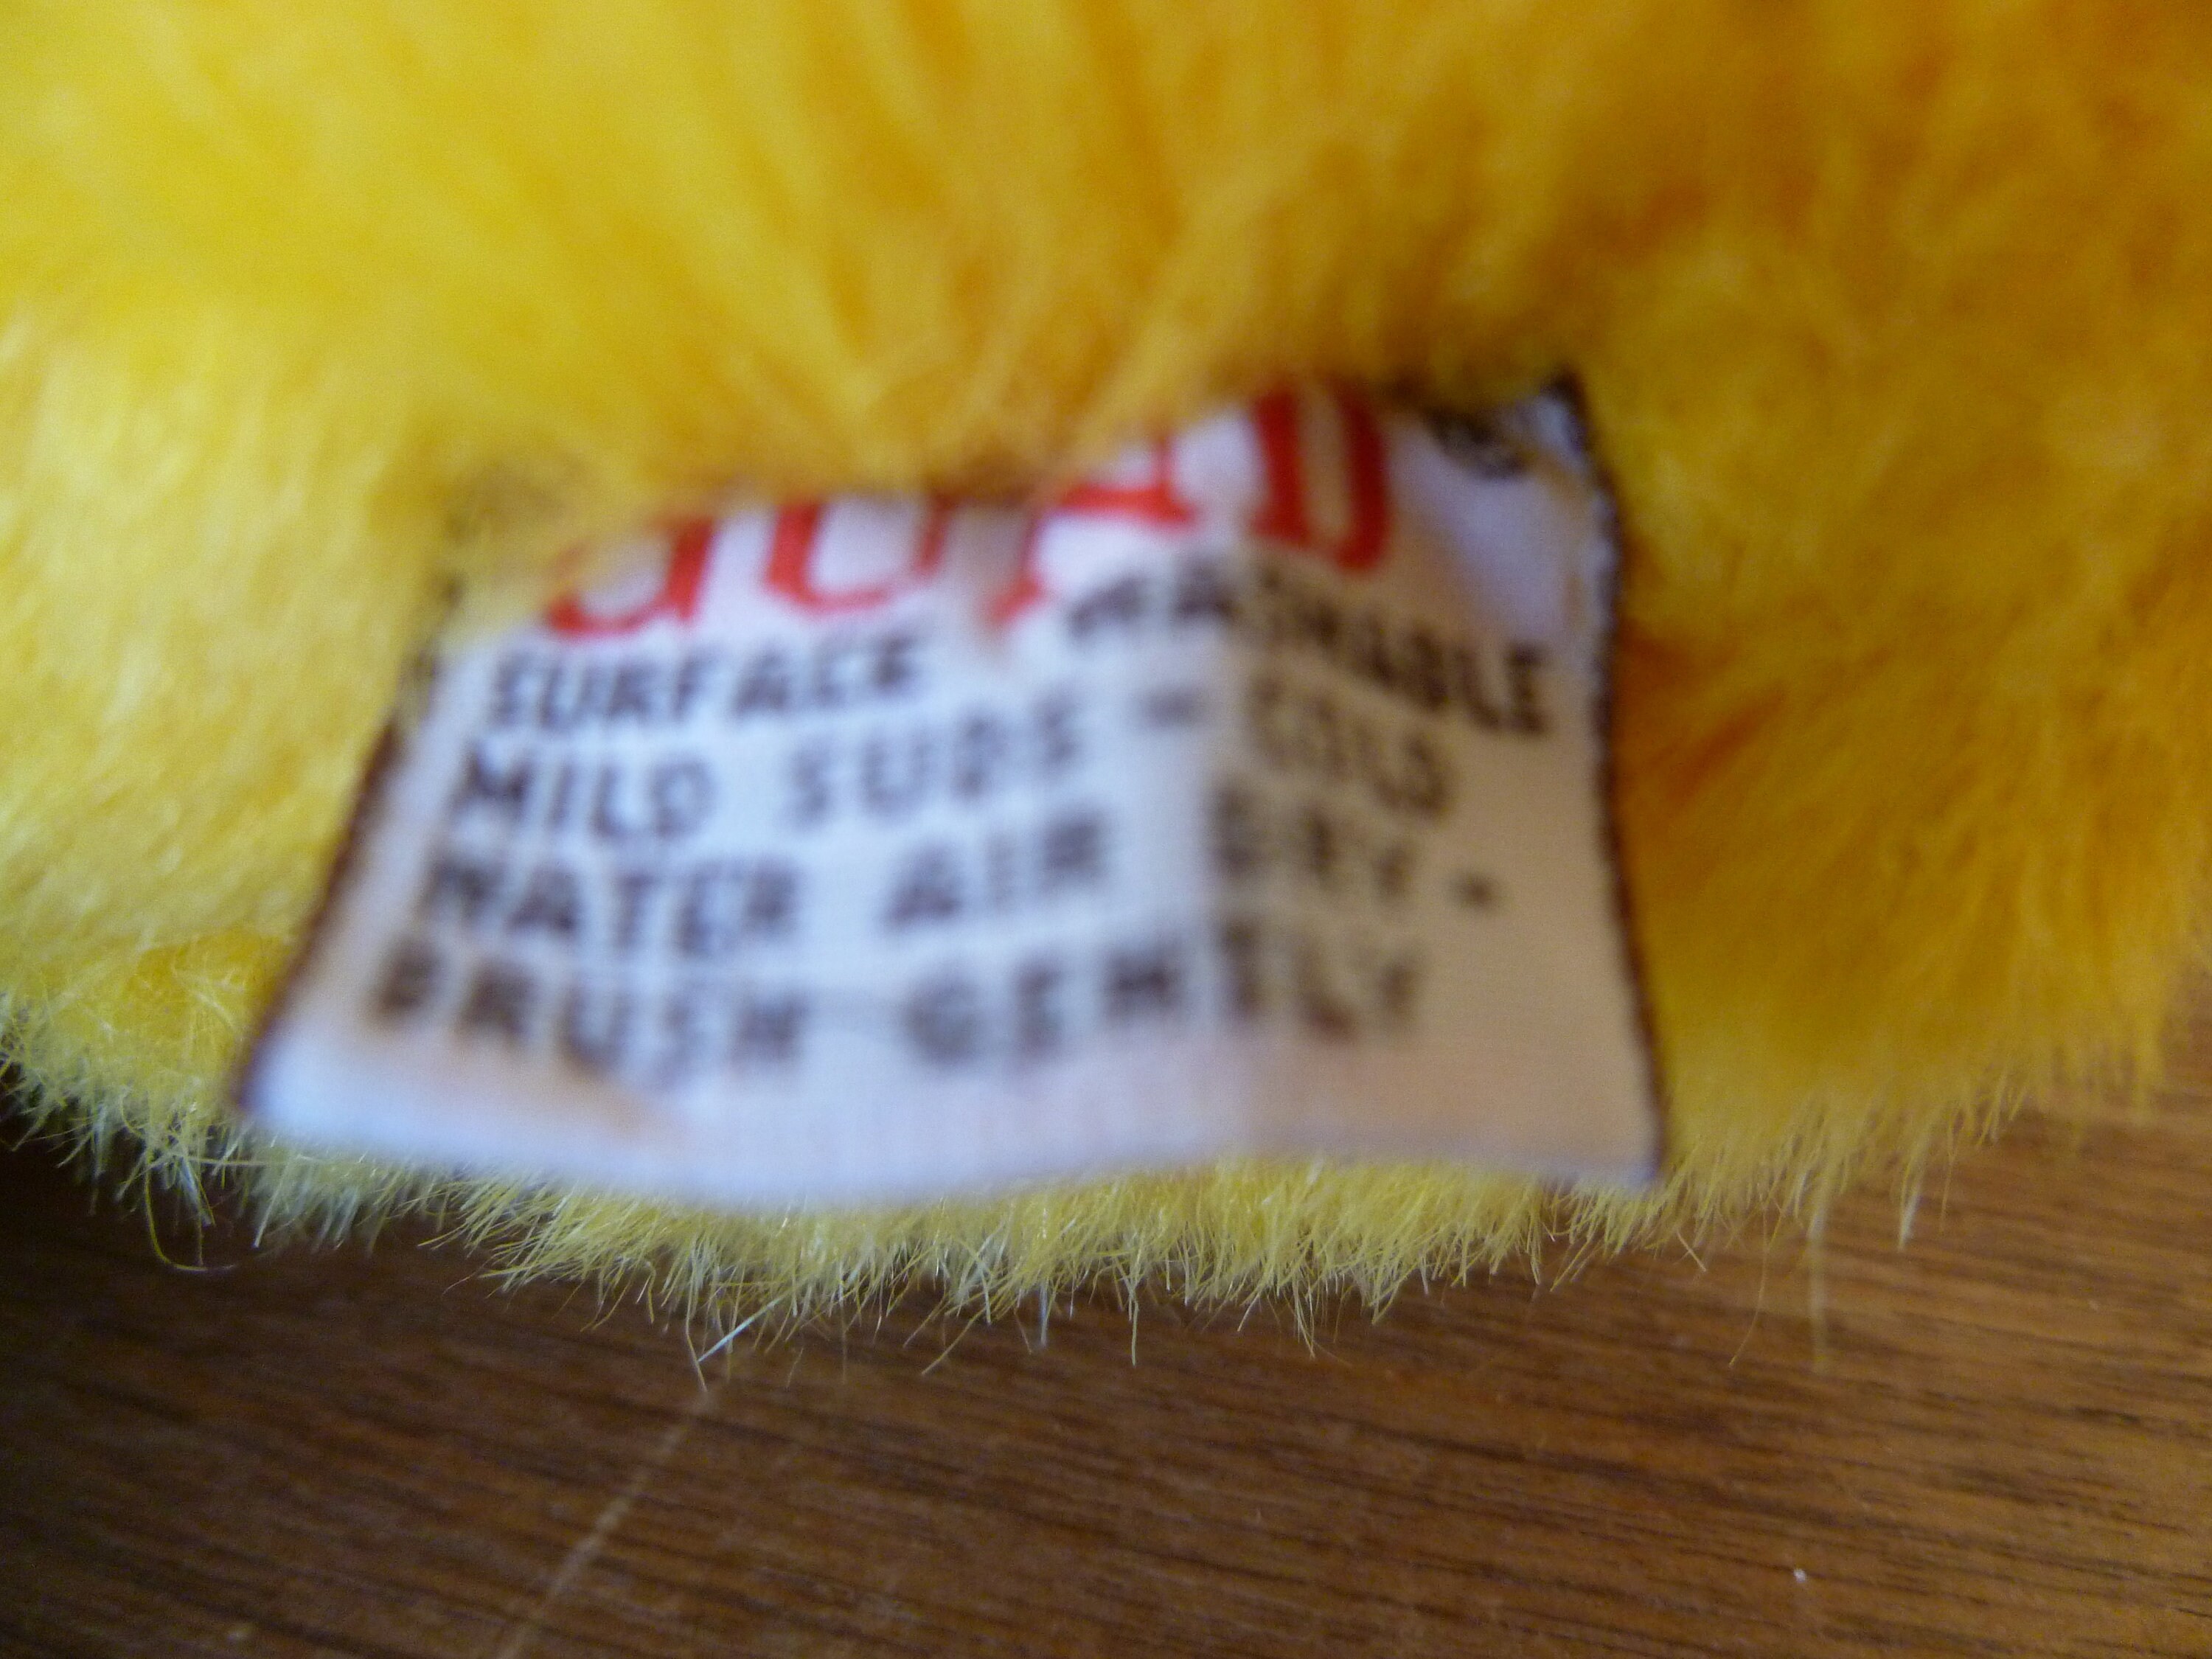 SURFACE WASHABLE
MILD SUDS - COLD
WATER AIR DRY -
BRUSH GENTLY